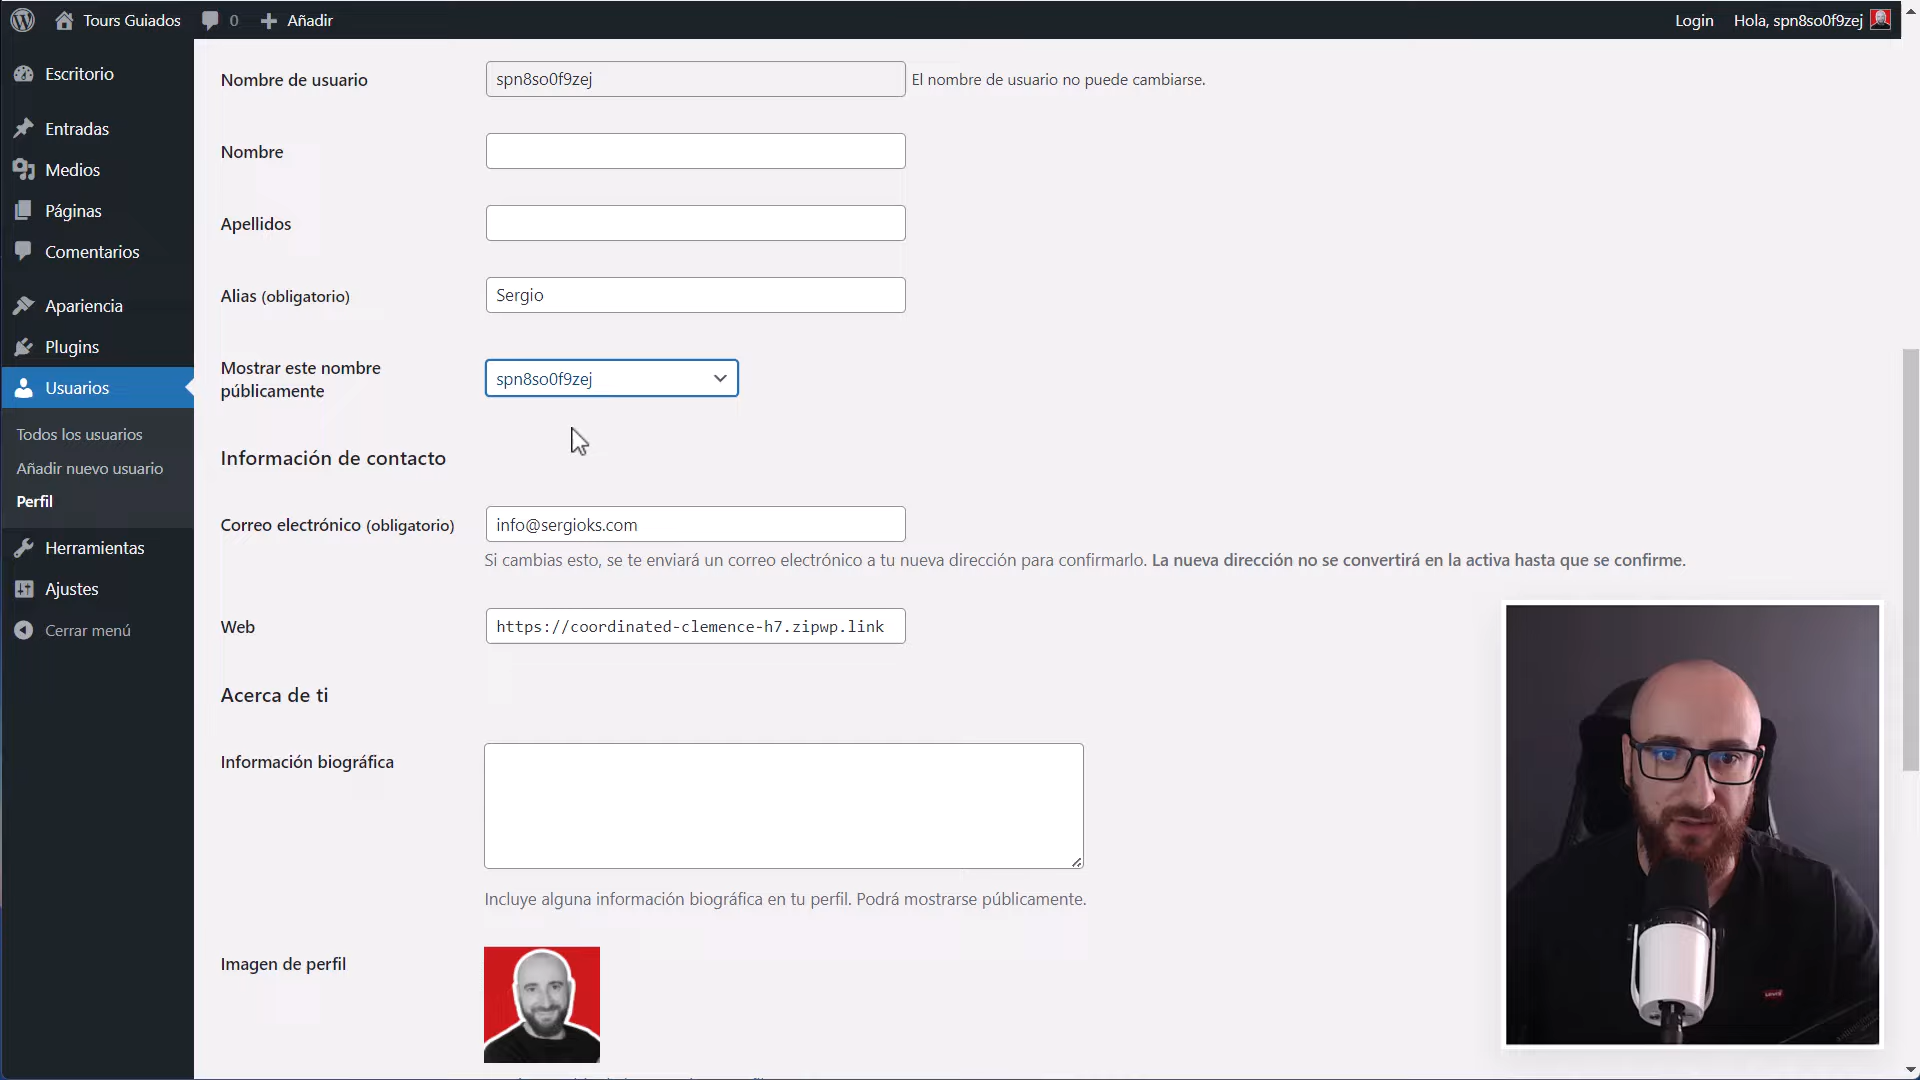 Tours Guiados
0
Añadir
Login
Hola, spn8so0f9zej
Escritorio
Entradas
Medios
Páginas
Comentarios
Apariencia
Plugins
Usuarios
Todos los usuarios
Añadir nuevo usuario
Perfil
Herramientas
Ajustes
Cerrar menú
Nombre de usuario
spn8so0f9zej
El nombre de usuario no puede cambiarse.
Nombre
Apellidos
Alias (obligatorio)
Sergio
Mostrar este nombre
públicamente
spn8so0f9zej
Información de contacto
Correo electrónico (obligatorio)
info@sergioks.com
Si cambias esto, se te enviará un correo electrónico a tu nueva dirección para confirmarlo. La nueva dirección no se convertirá en la activa hasta que se confirme.
Web
https://coordinated-clemence-h7.zipwp.link
Acerca de ti
Información biográfica
Incluye alguna información biográfica en tu perfil. Podrá mostrarse públicamente.
Imagen de perfil